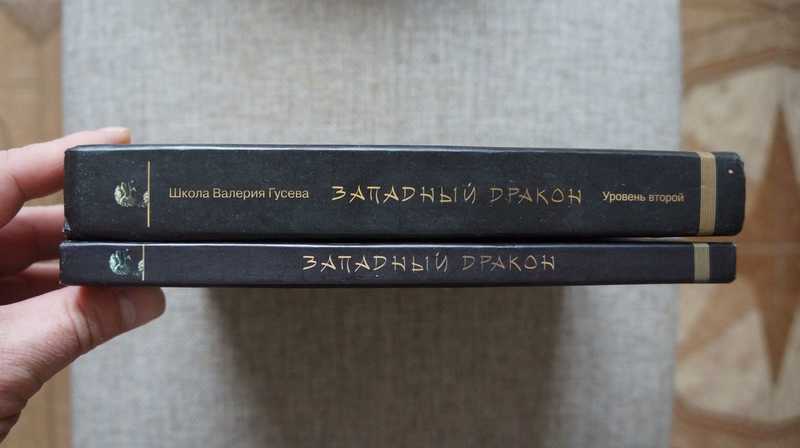 Школа Валерия Гусева ЗАПАДНЫЙ ДРАКОН Уровень второй
ЗАПАДНЫЙ ДРАКОН